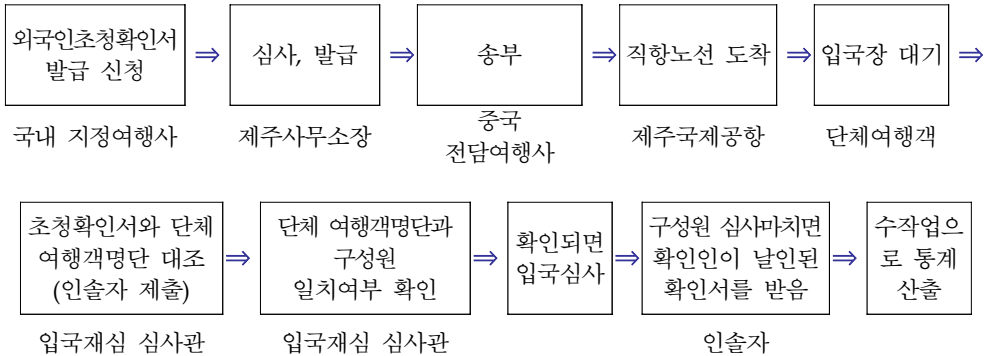 외국인초청확인서
발급 신청
⇒
심사, 발급
⇒
송부
⇒
직항노선 도착
⇒
입국장 대기
⇒
국내 지정여행사
제주사무소장
중국
전담여행사
제주국제공항
단체여행객
초청확인서와 단체
여행객명단 대조
(인솔자 제출)
⇒
단체 여행객명단과
구성원
일치여부 확인
⇒
확인되면
입국심사
⇒
구성원 심사마치면
확인인이 날인된
확인서를 받음
⇒
수작업으
로 통계
산출
입국재심 심사관
입국재심 심사관
인솔자